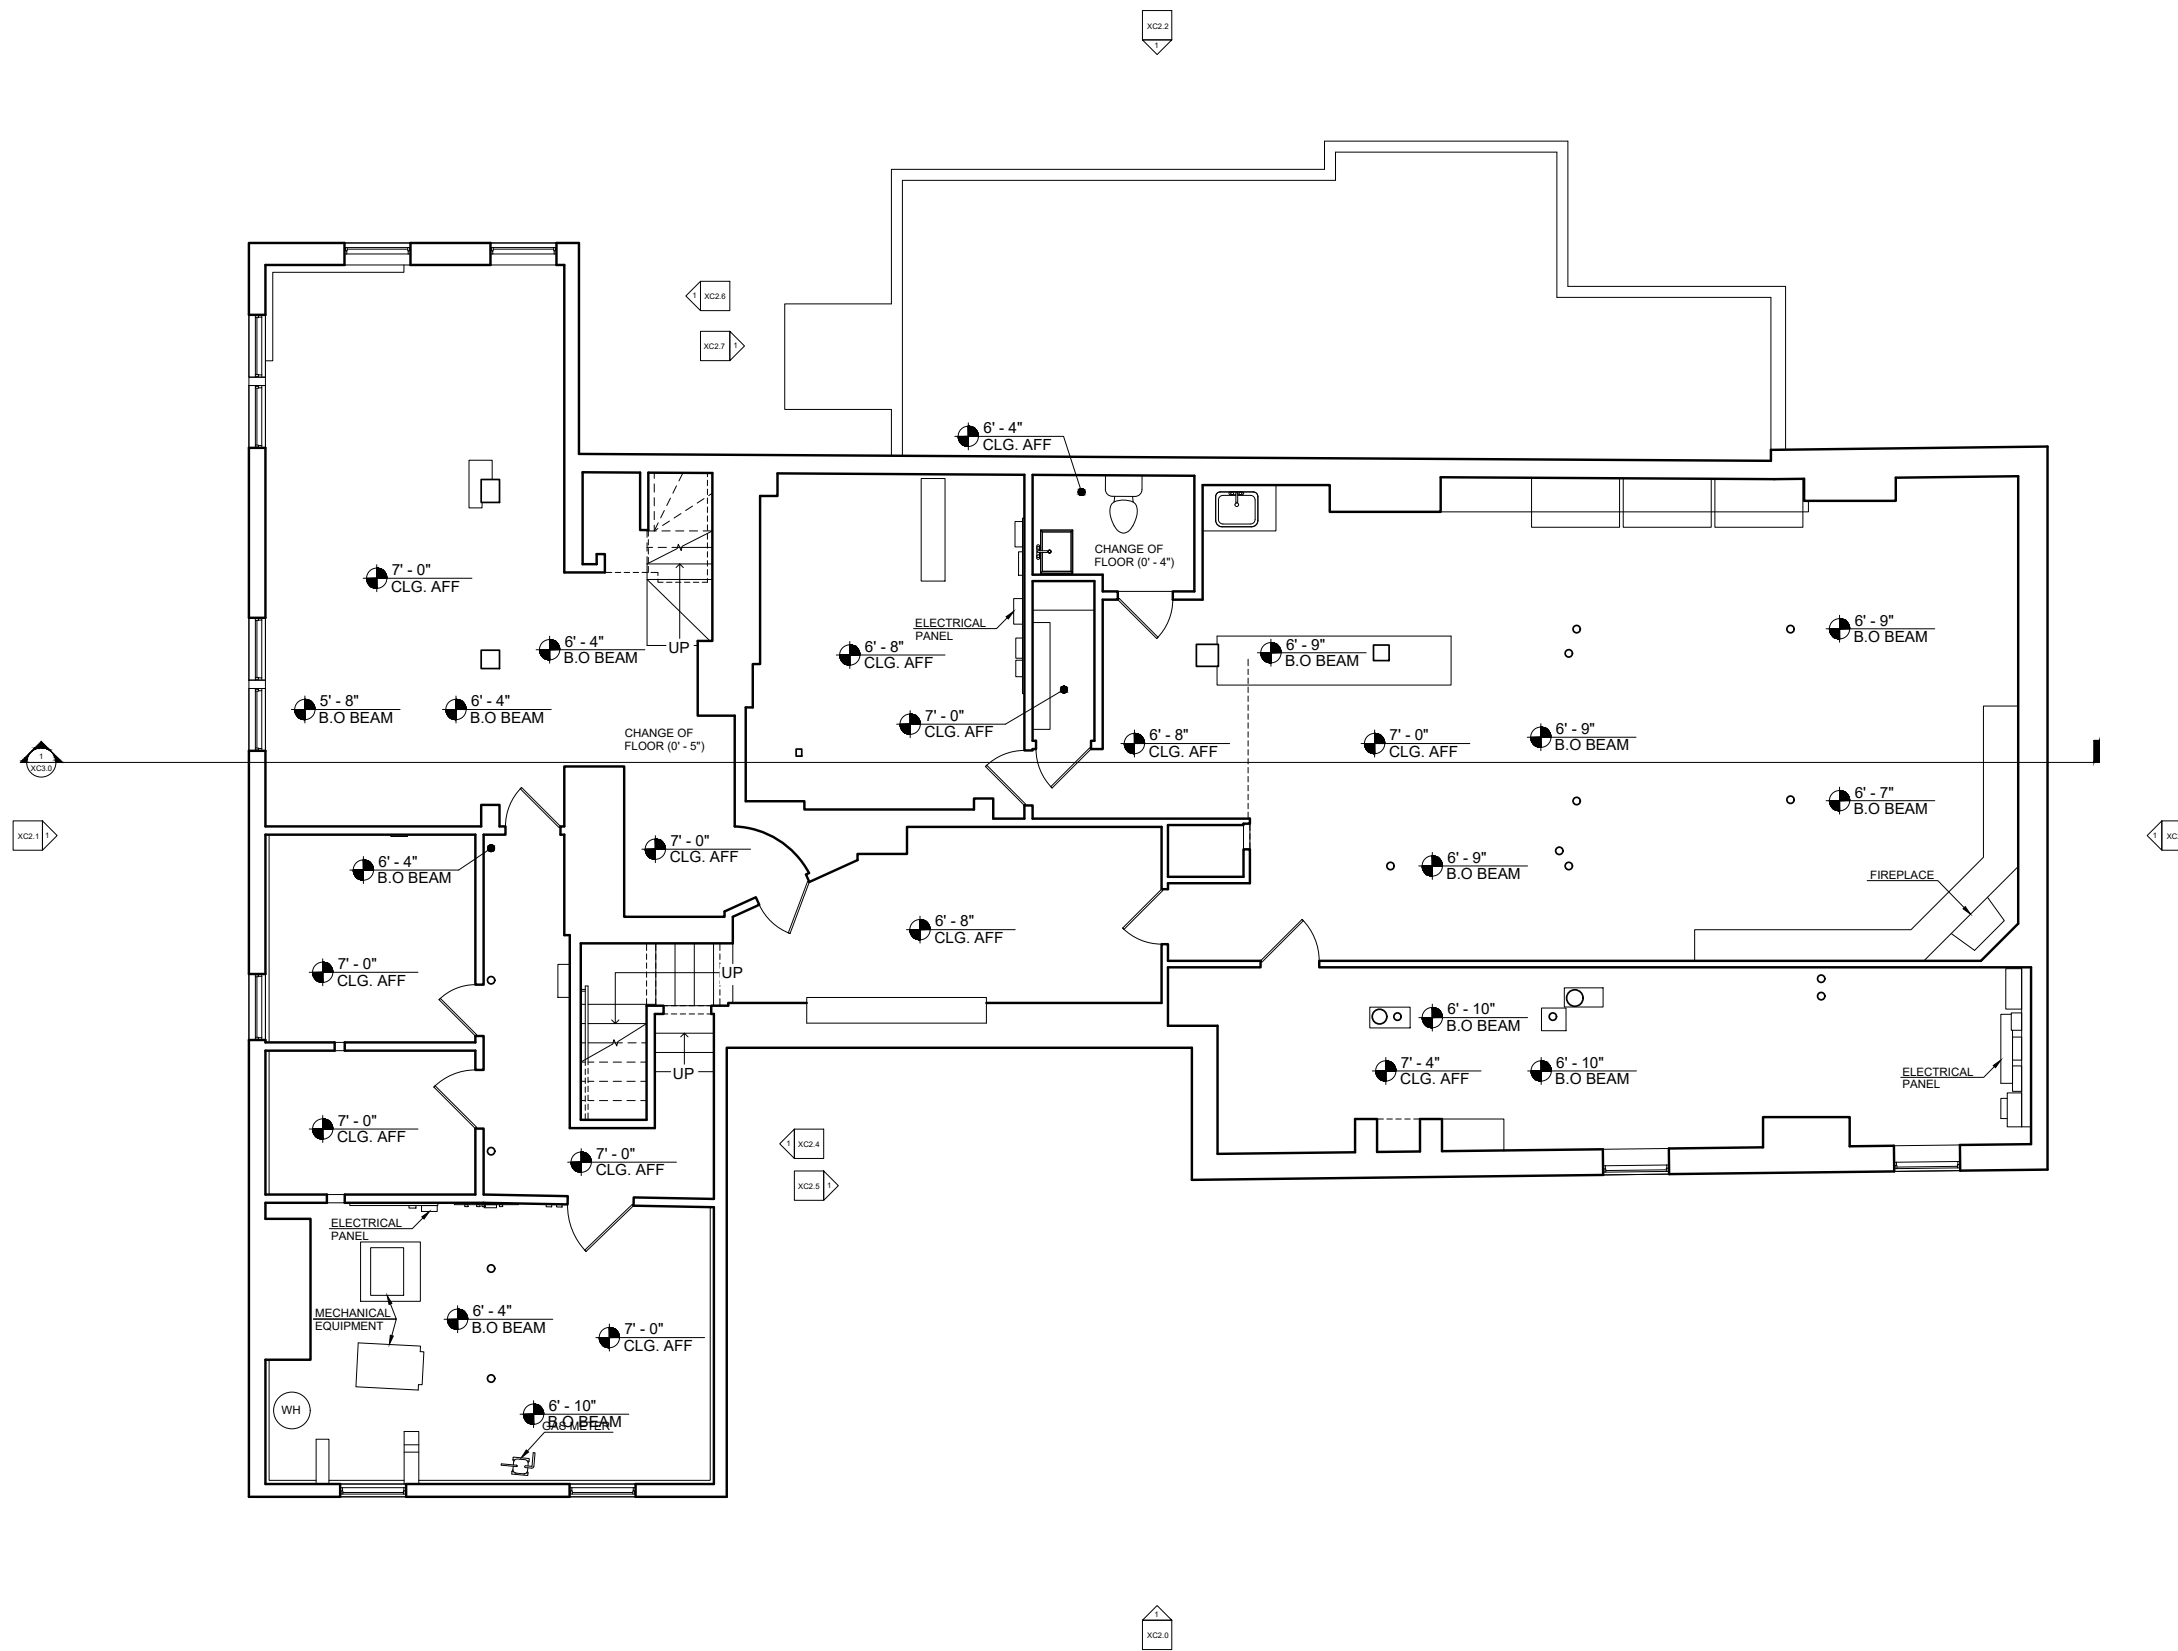 XC2.2
1
1
XC2.6
XC2.7
1
6' - 4"
CLG. AFF
CHANGE OF
FLOOR (0' - 4")
7' - 0"
CLG. AFF
ELECTRICAL
PANEL
6' - 9"
B.O BEAM
6' - 4"
B.O BEAM
UP
6' - 8"
CLG. AFF
6' - 9"
B.O BEAM
5' - 8"
B.O BEAM
6' - 4"
B.O BEAM
7' - 0"
CLG. AFF
CHANGE OF
FLOOR (0' - 5")
6' - 8"
CLG. AFF
7' - 0"
CLG. AFF
6' - 9"
B.O BEAM
1
XC3.0
6' - 7"
B.O BEAM
XC2.1
1
1
7' - 0"
CLG. AFF
6' - 4"
B.O BEAM
6' - 9"
B.O BEAM
FIREPLACE
6' - 8"
CLG. AFF
7' - 0"
CLG. AFF
UP
6' - 10"
B.O BEAM
UP
7' - 4"
CLG. AFF
6' - 10"
B.O BEAM
ELECTRICAL
PANEL
7' - 0"
CLG. AFF
1
XC2.4
7' - 0"
CLG. AFF
XC2.5
1
ELECTRICAL
PANEL
MECHANICAL
EQUIPMENT
6' - 4"
B.O BEAM
7' - 0"
CLG. AFF
WH
6' - 10"
B.O BEAM
GAS METER
1
XC2.0